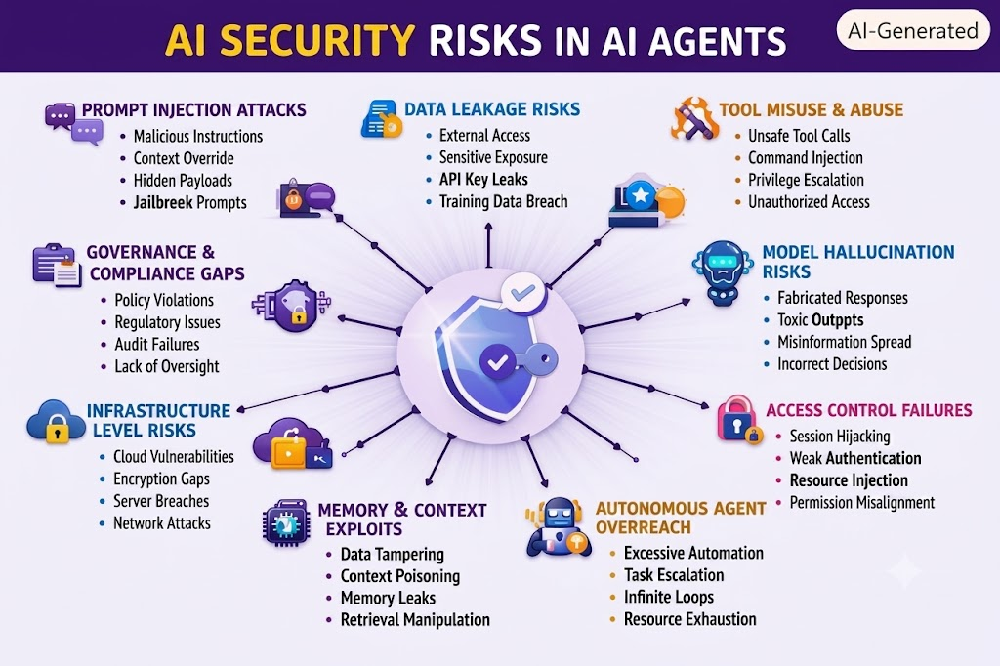 AI SECURITY RISKS IN AI AGENTS
AI-Generated
PROMPT INJECTION ATTACKS
• Malicious Instructions
• Context Override
• Hidden Payloads
• Jailbreek Prompts
DATA LEAKAGE RISKS
• External Access
• Sensitive Exposure
• API Key Leaks
• Training Data Breach
TOOL MISUSE & ABUSE
• Unsafe Tool Calls
• Command Injection
• Privilege Escalation
• Unauthorized Access
GOVERNANCE &
COMPLIANCE GAPS
• Policy Violations
• Regulatory Issues
• Audit Failures
• Lack of Oversight
MODEL HALLUCINATION
RISKS
• Fabricated Responses
• Toxic Outppts
• Misinformation Spread
• Incorrect Decisions
INFRASTRUCTURE
LEVEL RISKS
• Cloud Vulnerabilities
• Encryption Gaps
• Server Breaches
• Network Attacks
ACCESS CONTROL FAILURES
• Session Hijacking
• Weak Authentication
• Resource Injection
• Permission Misalignment
MEMORY & CONTEXT
EXPLOITS
• Data Tampering
• Context Poisoning
• Memory Leaks
• Retrieval Manipulation
AUTONOMOUS AGENT
OVERREACH
• Excessive Automation
• Task Escalation
• Infinite Loops
• Resource Exhaustion